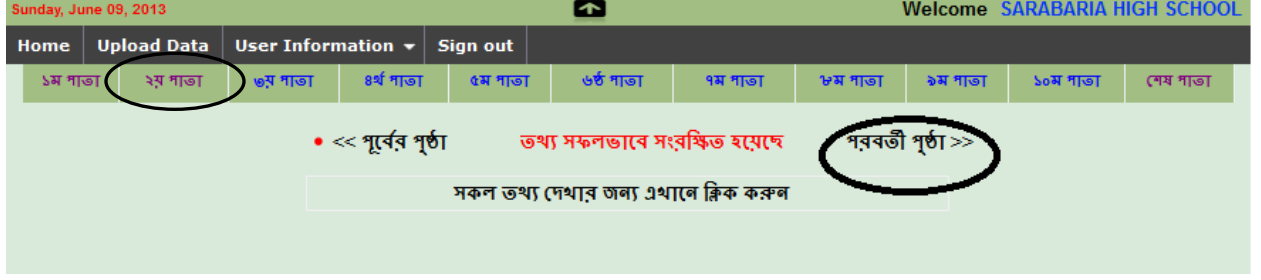 Sunday, June 09, 2013 Welcome SARABARIA HIGH SCHOOL
Home Upload Data User Information Sign out
১ম পাতা ২য় পাতা ৩য় পাতা ৪র্থ পাতা ৫ম পাতা ৬ষ্ঠ পাতা ৭ম পাতা ৮ম পাতা ৯ম পাতা ১০ম পাতা শেষ পাতা
• << পূর্বের পৃষ্ঠা তথ্য সফলভাবে সংরক্ষিত হয়েছে পরবর্তী পৃষ্ঠা >>
সকল তথ্য দেখার জন্য এখানে ক্লিক করুন